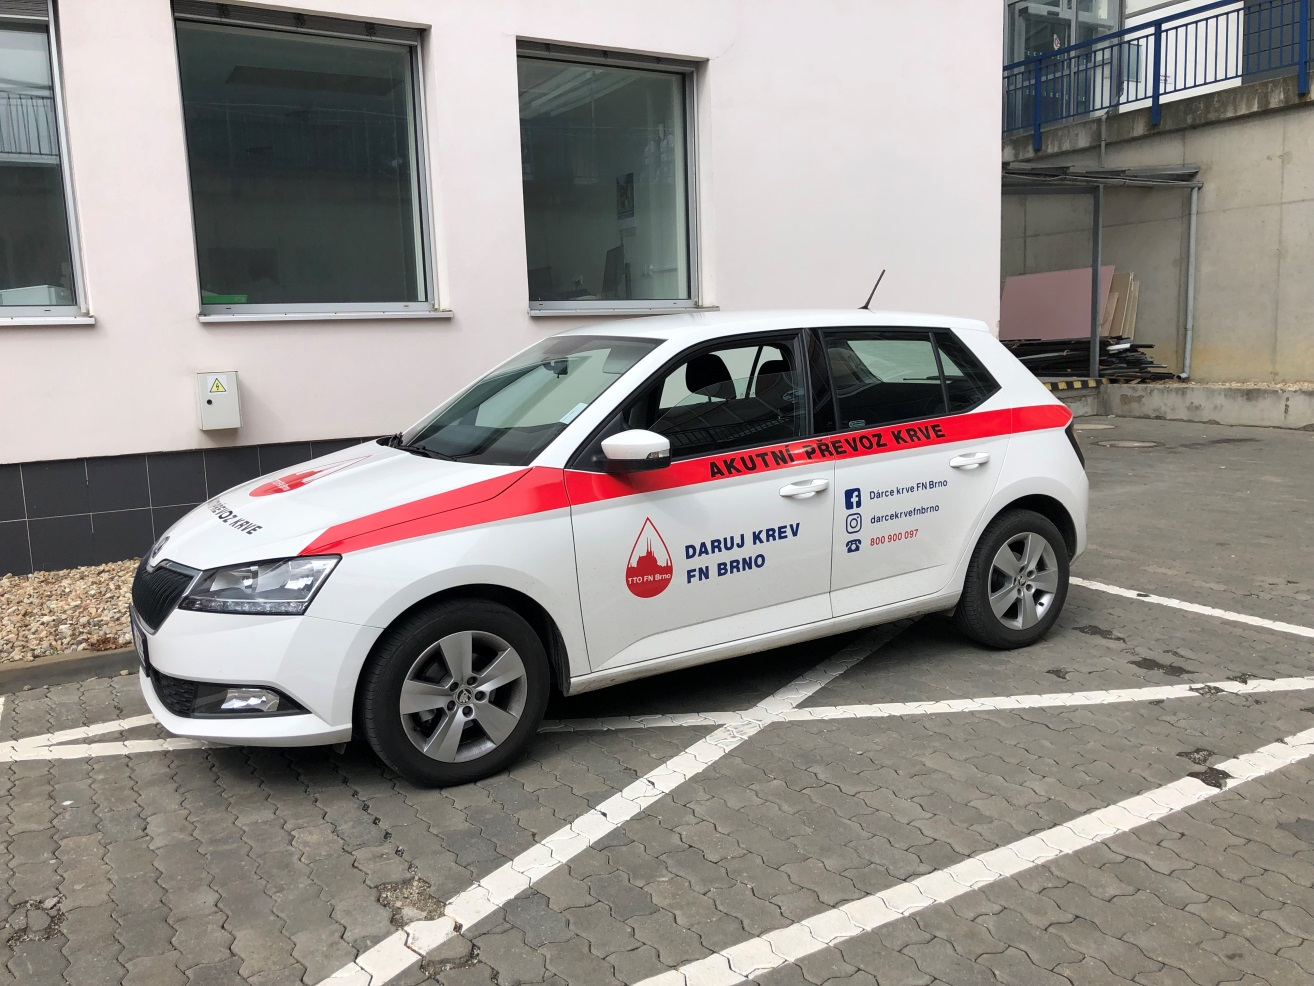 AKUTNÍ PŘEVOZ KRVE
PŘEVOZ KRVE
TTO FN Brno
DARUJ KREV
FN BRNO
Dárce krve FN Brno
darcekrvefnbrno
800 900 097